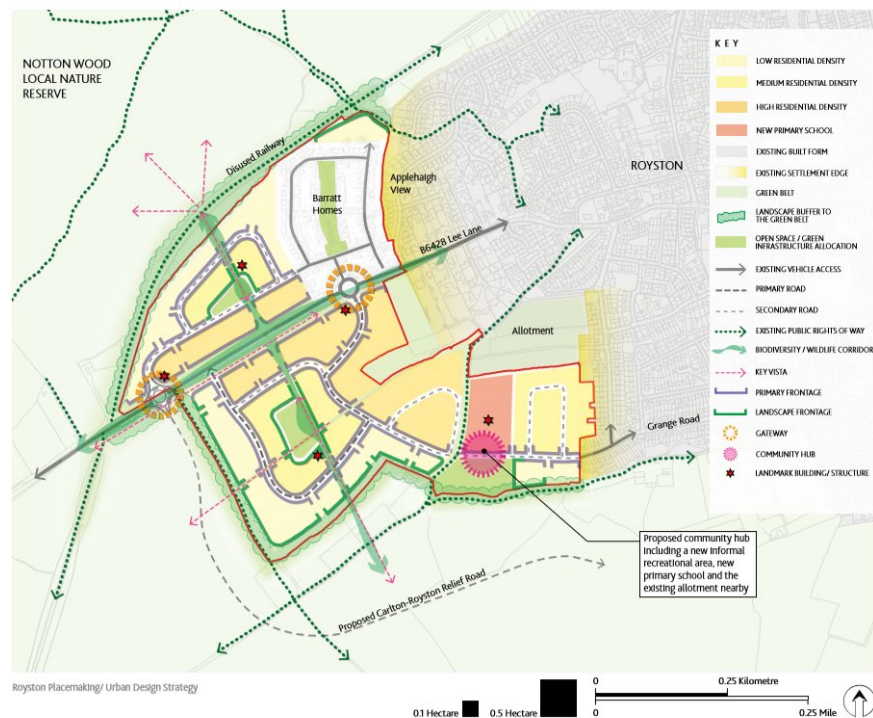 NOTTON WOOD
LOCAL NATURE
RESERVE
Disused Railway
Barratt
Homes
Applehaigh
View
B6428 Lee Lane
ROYSTON
Allotment
Grange Road
Proposed community hub
including a new informal
recreational area, new
primary school and the
existing allotment nearby
Proposed Carlton-Royston Relief Road
KEY
LOW RESIDENTIAL DENSITY
MEDIUM RESIDENTIAL DENSITY
HIGH RESIDENTIAL DENSITY
NEW PRIMARY SCHOOL
EXISTING BUILT FORM
EXISTING SETTLEMENT EDGE
GREEN BELT
LANDSCAPE BUFFER TO
THE GREEN BELT
OPEN SPACE / GREEN
INFRASTRUCTURE ALLOCATION
EXISTING VEHICLE ACCESS
PRIMARY ROAD
SECONDARY ROAD
EXISTING PUBLIC RIGHTS OF WAY
BIODIVERSITY / WILDLIFE CORRIDOR
KEY VISTA
PRIMARY FRONTAGE
LANDSCAPE FRONTAGE
GATEWAY
COMMUNITY HUB
LANDMARK BUILDING/ STRUCTURE
Royston Placemaking/ Urban Design Strategy
0.1 Hectare
0.5 Hectare
0 0.25 Kilometre
0 0.25 Mile